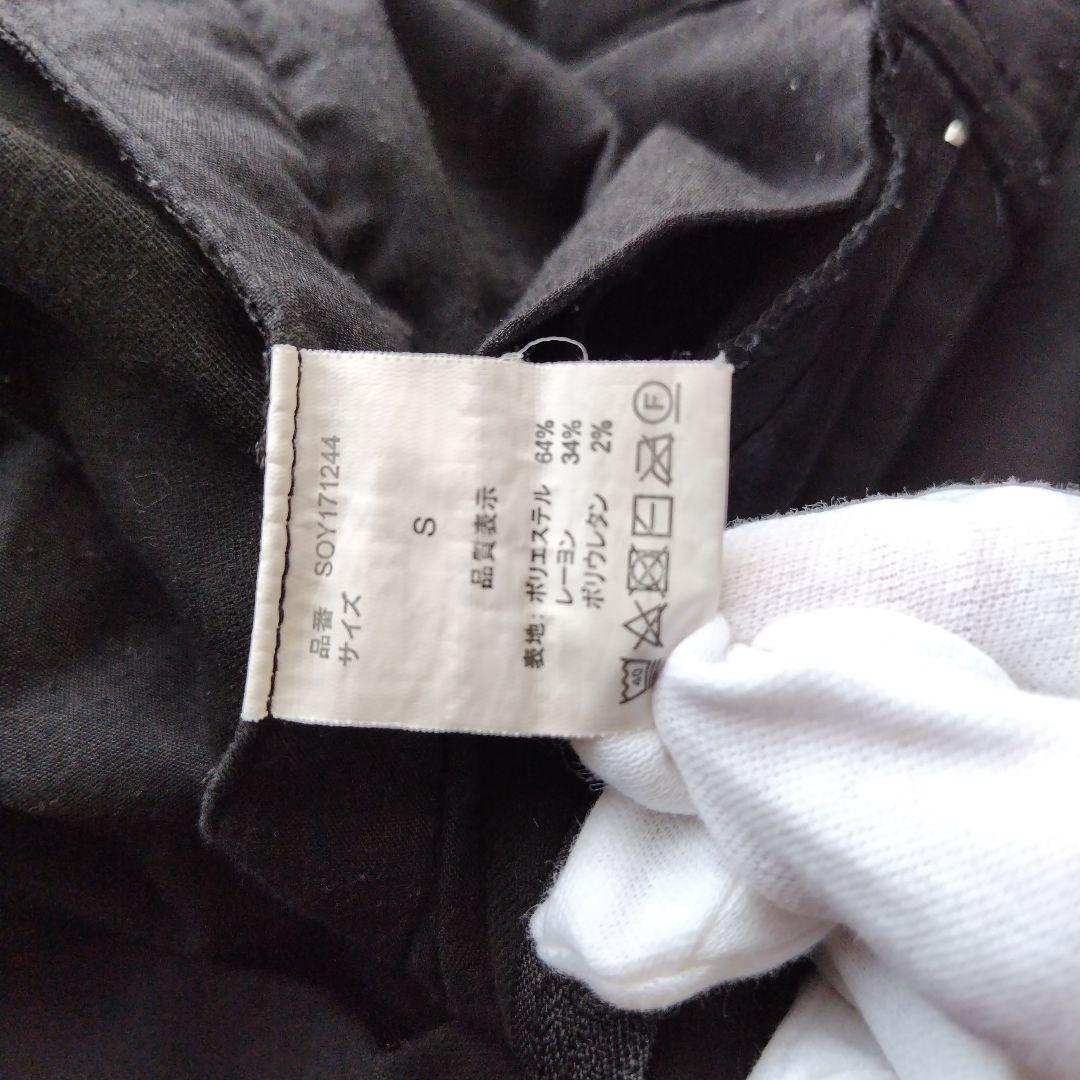 品番 SOY171244
サイズ
S
品質表示
表地: ポリエステル 64%
レーヨン 34%
ポリウレタン 2%
40 F